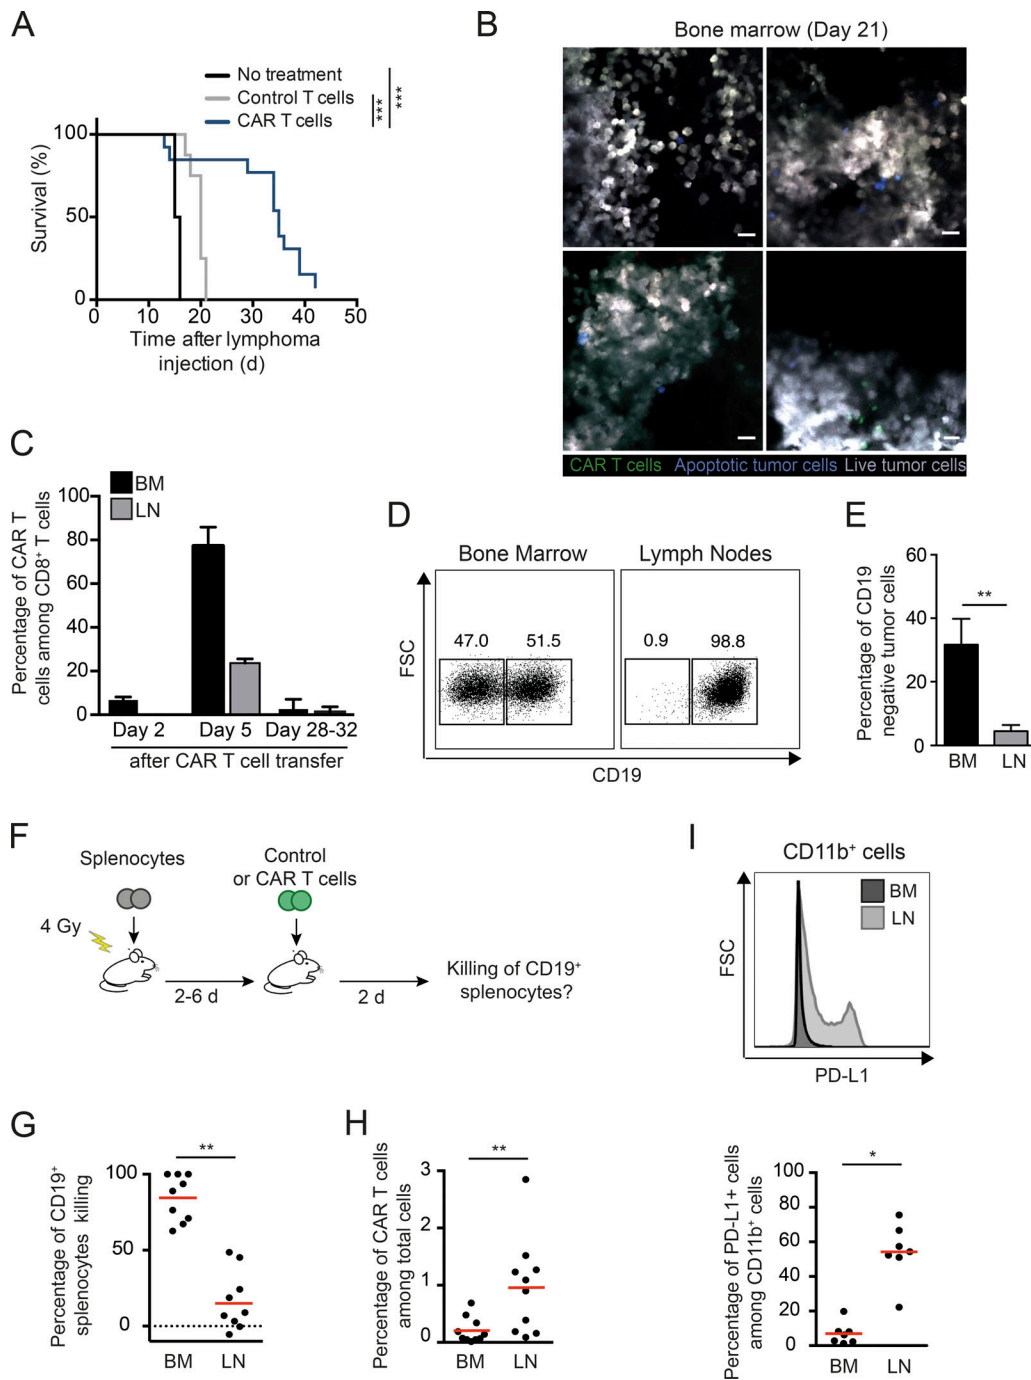 A
No treatment
Control T cells
CAR T cells
***
***
Survival (%)
100
50
0
0 10 20 30 40 50
Time after lymphoma
injection (d)
B
Bone marrow (Day 21)
CAR T cells Apoptotic tumor cells Live tumor cells
C
BM
LN
Percentage of CAR T
cells among CD8+ T cells
100
80
60
40
20
0
Day 2 Day 5 Day 28-32
after CAR T cell transfer
D
Bone Marrow Lymph Nodes
FSC
47.0 51.5 0.9 98.8
CD19
E
Percentage of CD19
negative tumor cells
60
40
20
0
**
BM LN
F
Splenocytes
Control
or CAR T cells
4 Gy
2-6 d
2 d
Killing of CD19+
splenocytes?
I
CD11b+ cells
BM
LN
FSC
PD-L1
G
Percentage of CD19+
splenocytes killing
100
50
0
**
BM LN
H
Percentage of CAR T cells
among total cells
3
2
1
0
**
BM LN
Percentage of PD-L1+ cells
among CD11b+ cells
100
80
60
40
20
0
*
BM LN